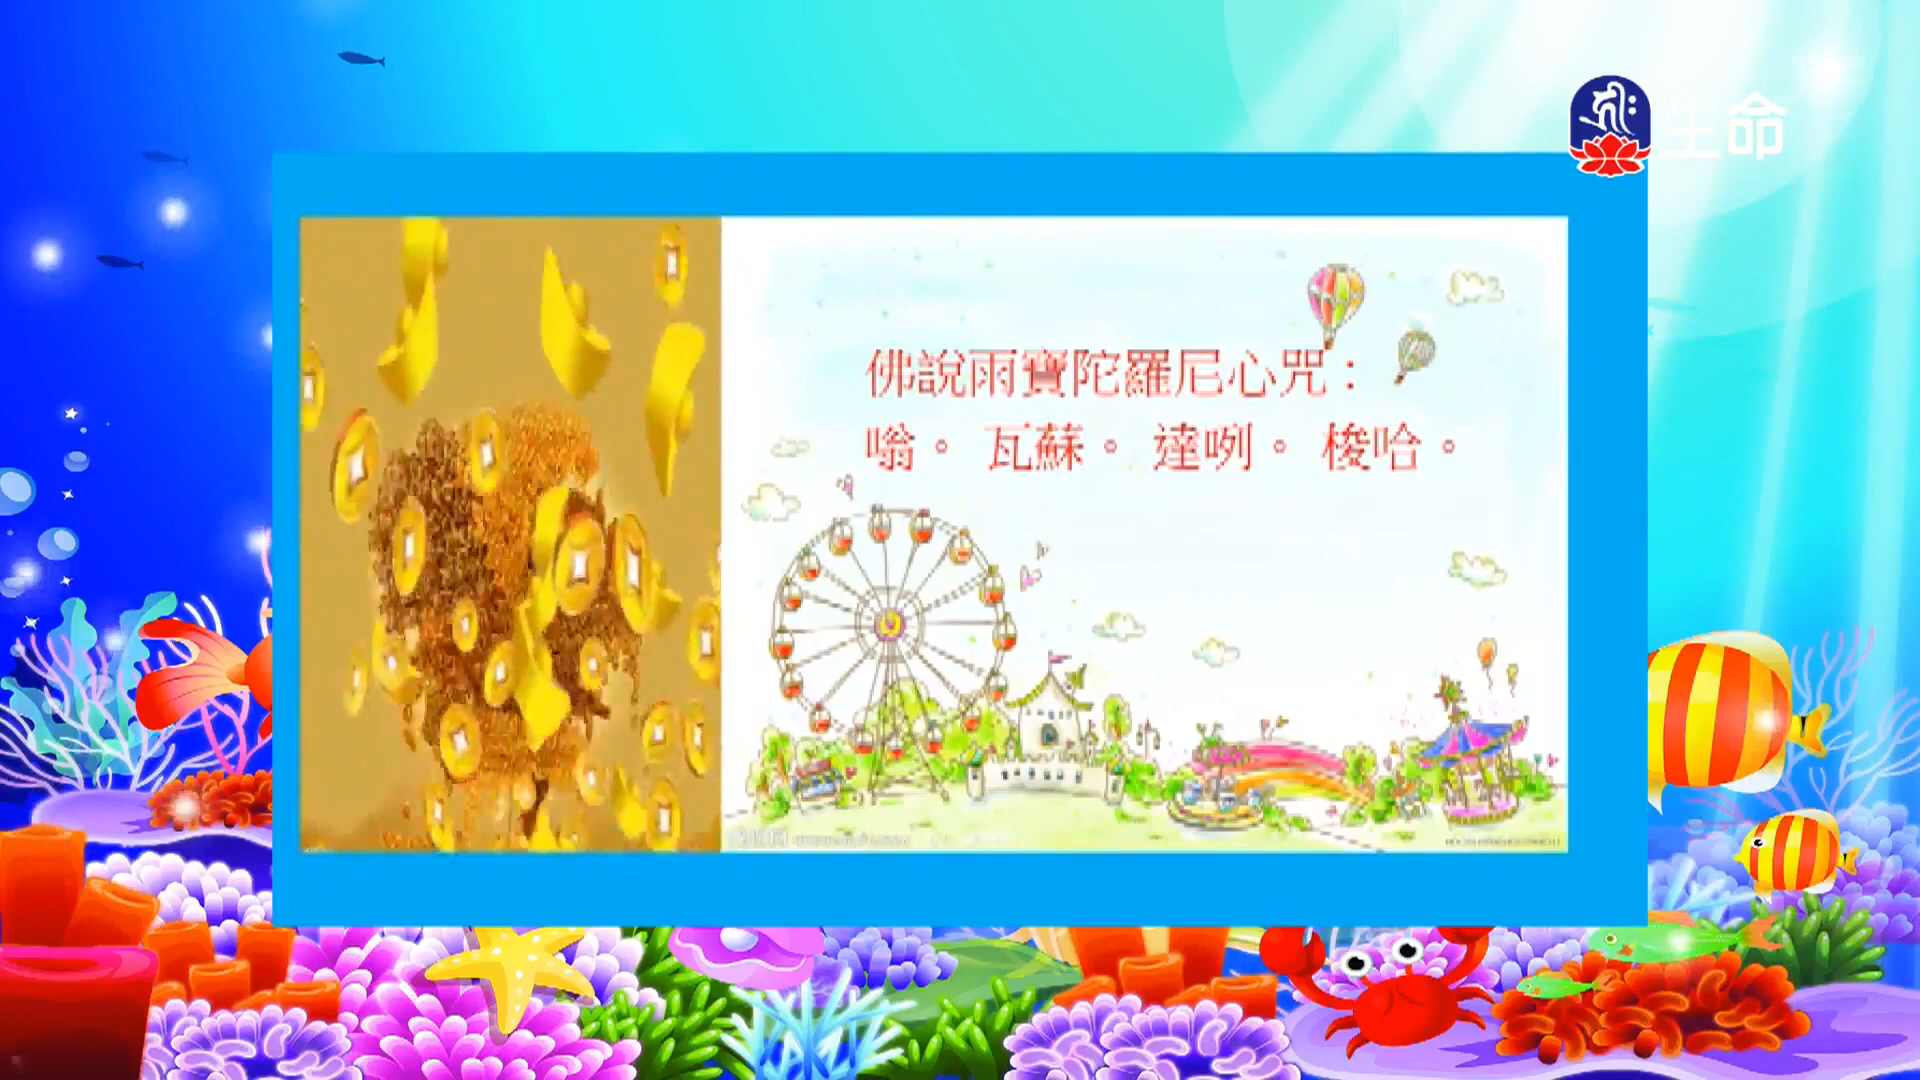 生命
佛說雨寶陀羅尼心咒：
嗡。 瓦蘇。 達咧。 梭哈。